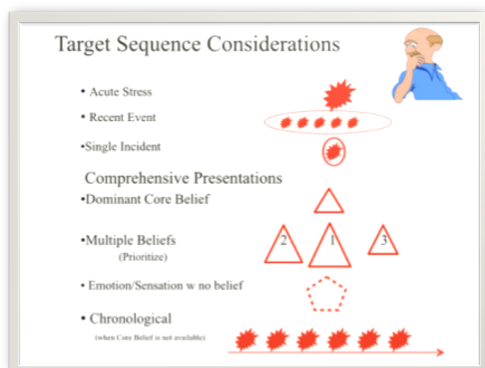 Target Sequence Considerations
• Acute Stress
• Recent Event
•Single Incident
Comprehensive Presentations
•Dominant Core Belief
•Multiple Beliefs
(Prioritize)
2 1 3
• Emotion/Sensation w no belief
• Chronological
(when Core Belief is not available)